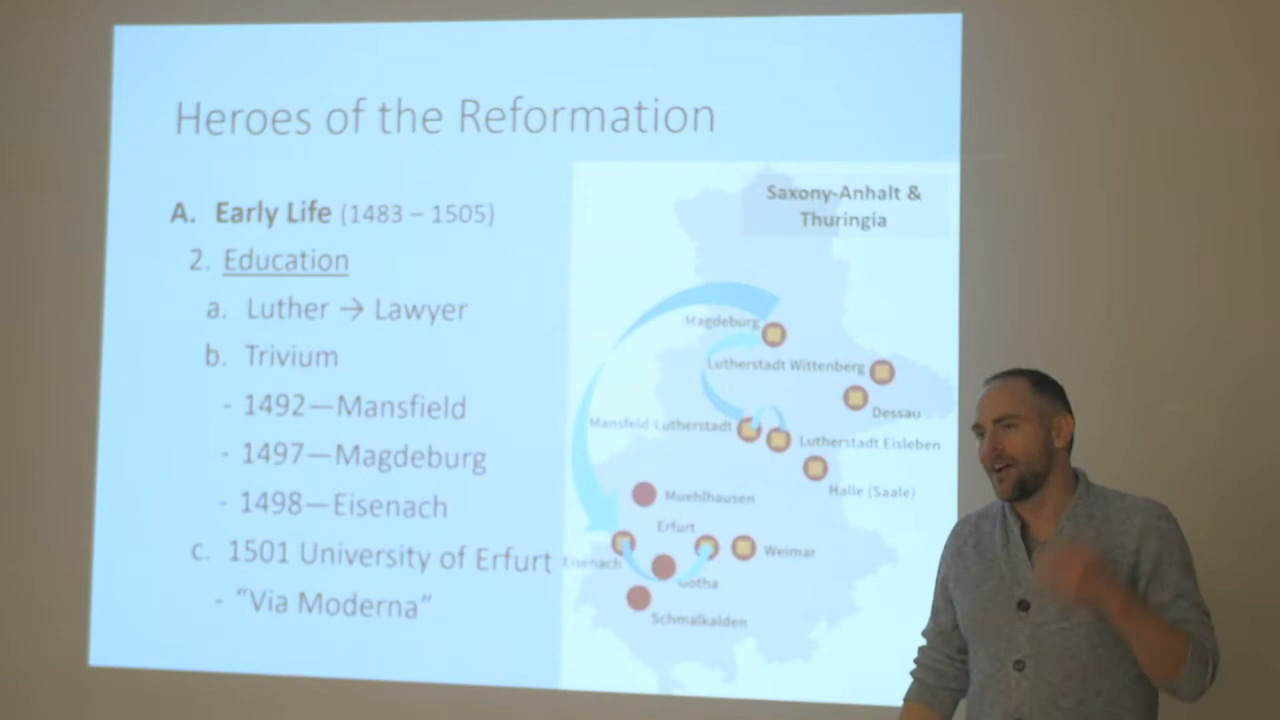 Heroes of the Reformation
A. Early Life (1483 – 1505)
2. Education
a. Luther → Lawyer
b. Trivium
- 1492—Mansfield
- 1497—Magdeburg
- 1498—Eisenach
c. 1501 University of Erfurt
- "Via Moderna"
Saxony-Anhalt &
Thuringia
Magdeburg
Lutherstadt Wittenberg
Dessau
Mansfeld-Lutherstadt
Lutherstadt Eisleben
Halle (Saale)
Muehlhausen
Erfurt
Weimar
Eisenach
Gotha
Schmalkalden